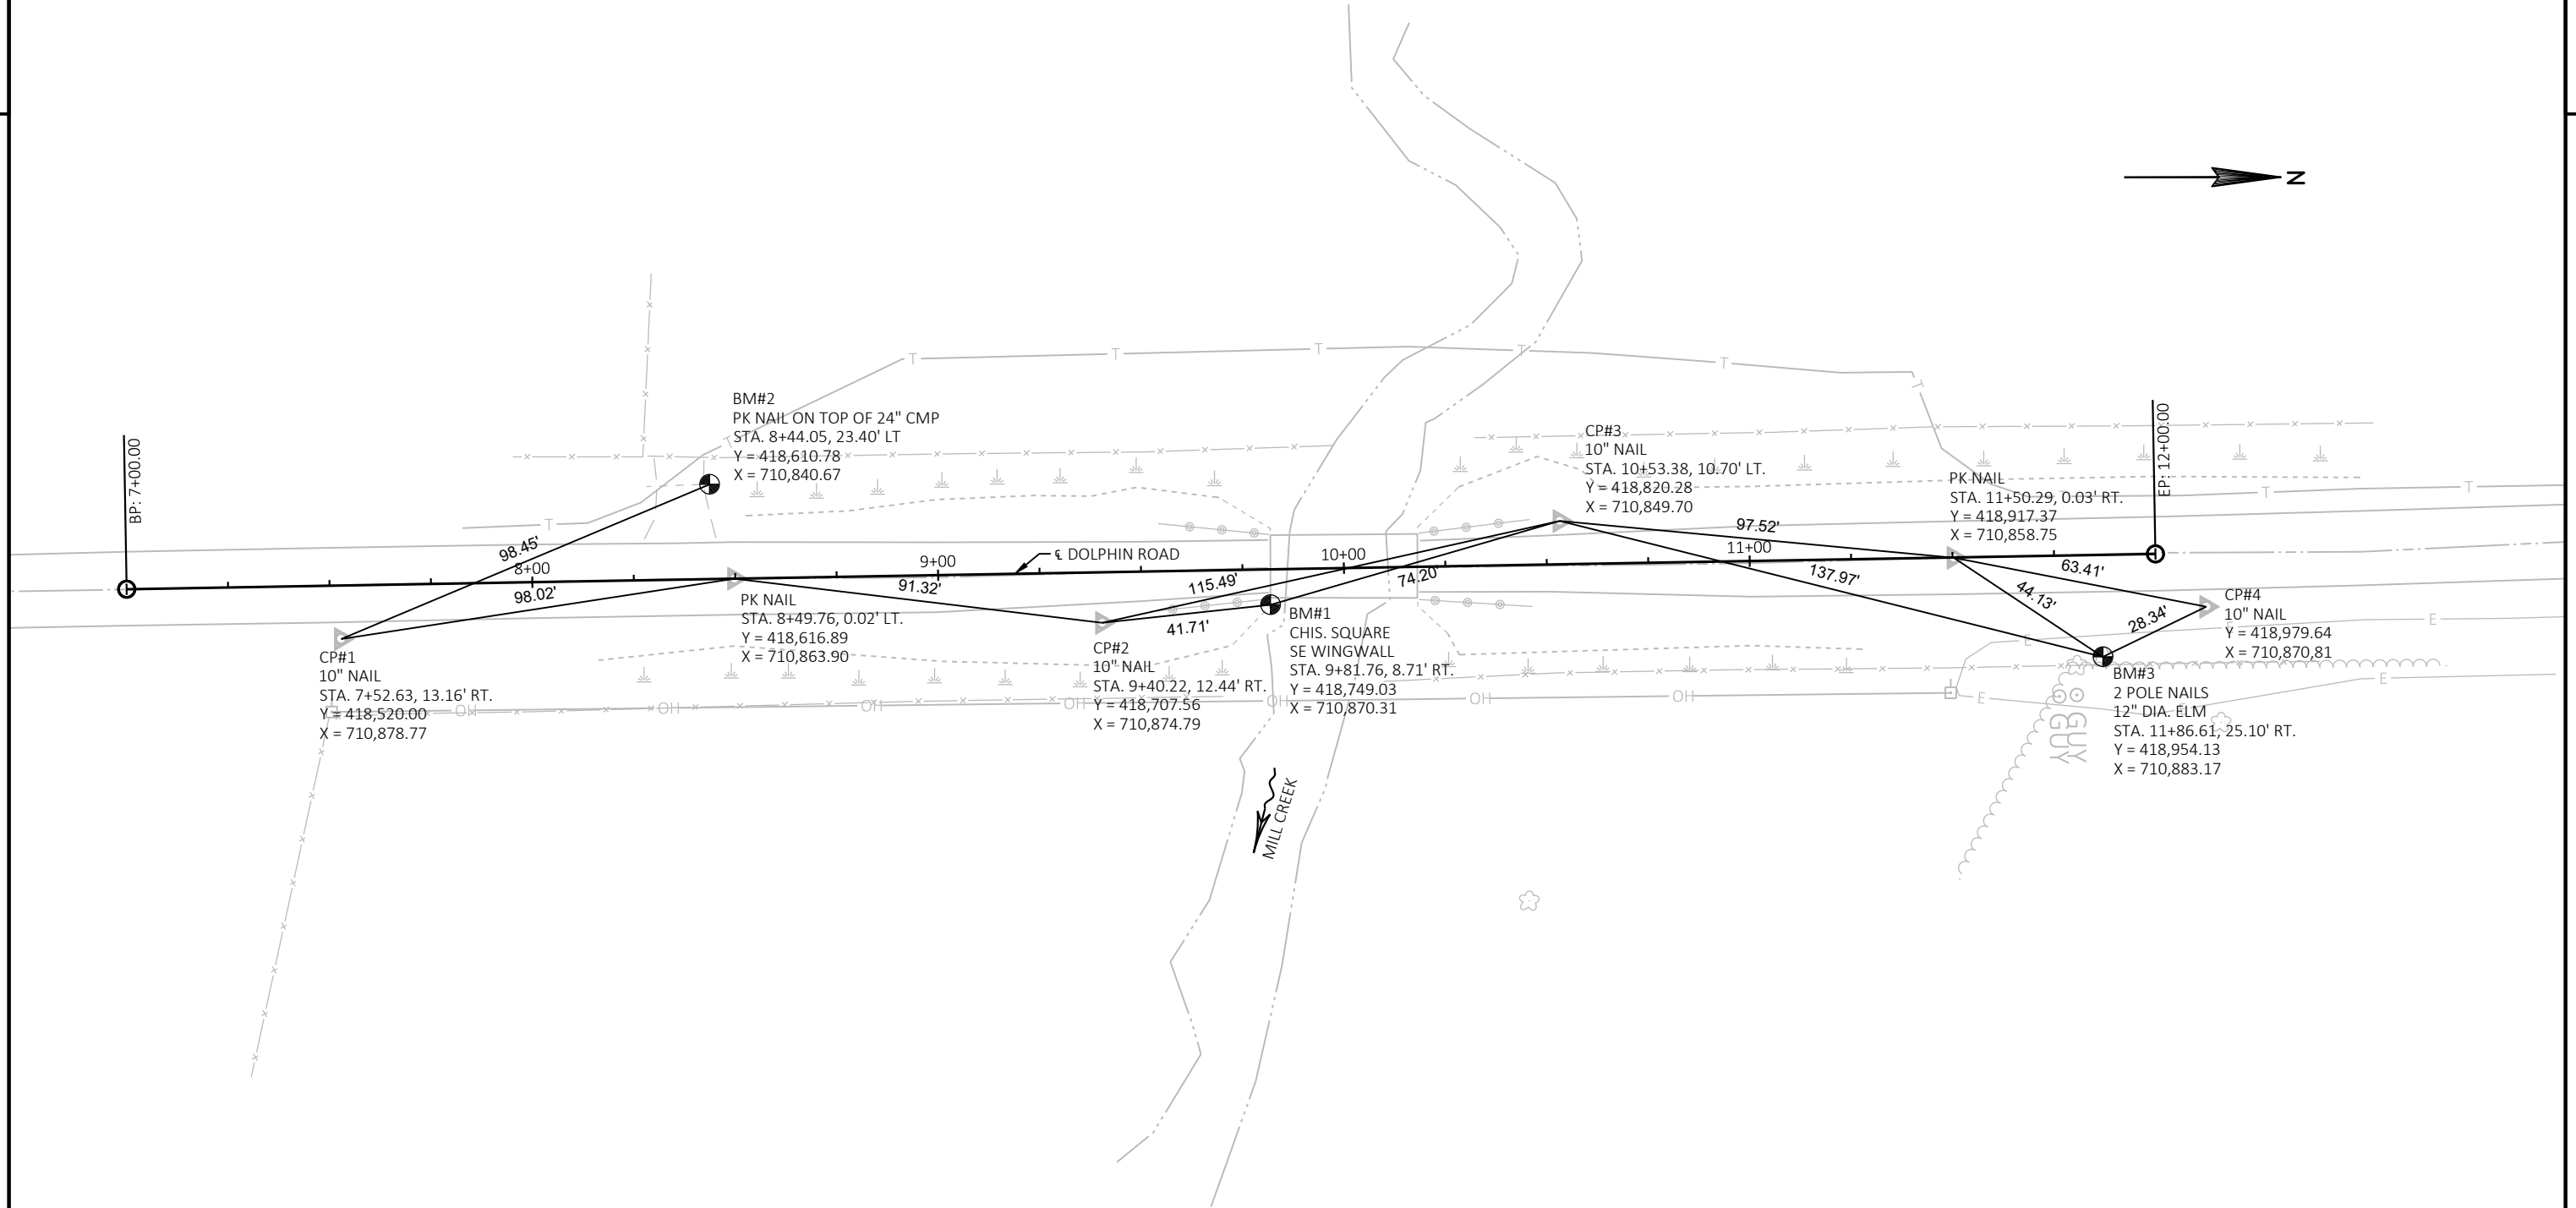 N
BM#2
PK NAIL ON TOP OF 24" CMP
STA. 8+44.05, 23.40' LT
Y = 418,610.78
X = 710,840.67
CP#3
10" NAIL
STA. 10+53.38, 10.70' LT.
Y = 418,820.28
X = 710,849.70
BP: 7+00.00
EP: 12+00.00
PK NAIL
STA. 11+50.29, 0.03' RT.
Y = 418,917.37
X = 710,858.75
98.45'
8+00
98.02'
9+00
91.32'
℄ DOLPHIN ROAD
115.49'
41.71'
10+00
74.20'
97.52'
11+00
137.97'
44.13'
63.41'
28.34'
PK NAIL
STA. 8+49.76, 0.02' LT.
Y = 418,616.89
X = 710,863.90
CP#1
10" NAIL
STA. 7+52.63, 13.16' RT.
Y = 418,520.00
X = 710,878.77
CP#2
10" NAIL
STA. 9+40.22, 12.44' RT.
Y = 418,707.56
X = 710,874.79
BM#1
CHIS. SQUARE
SE WINGWALL
STA. 9+81.76, 8.71' RT.
Y = 418,749.03
X = 710,870.31
CP#4
10" NAIL
Y = 418,979.64
X = 710,870,81
BM#3
2 POLE NAILS
12" DIA. ELM
STA. 11+86.61, 25.10' RT.
Y = 418,954.13
X = 710,883.17
MILL CREEK
GUY
GUY
T
T
T
T
T
T
T
T
T
T
OH
OH
OH
OH
OH
OH
OH
E
E
E
E